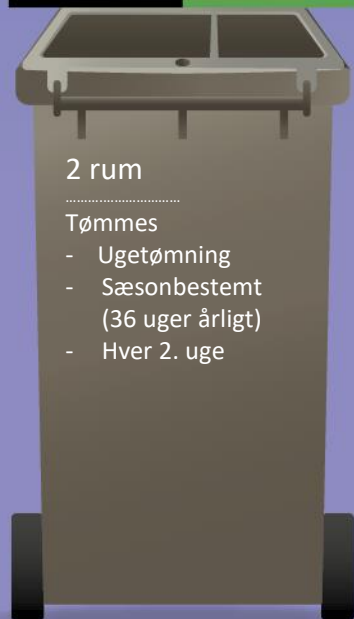 2 rum
……………………………
Tømmes
- Ugetømning
- Sæsonbestemt
(36 uger årligt)
- Hver 2. uge